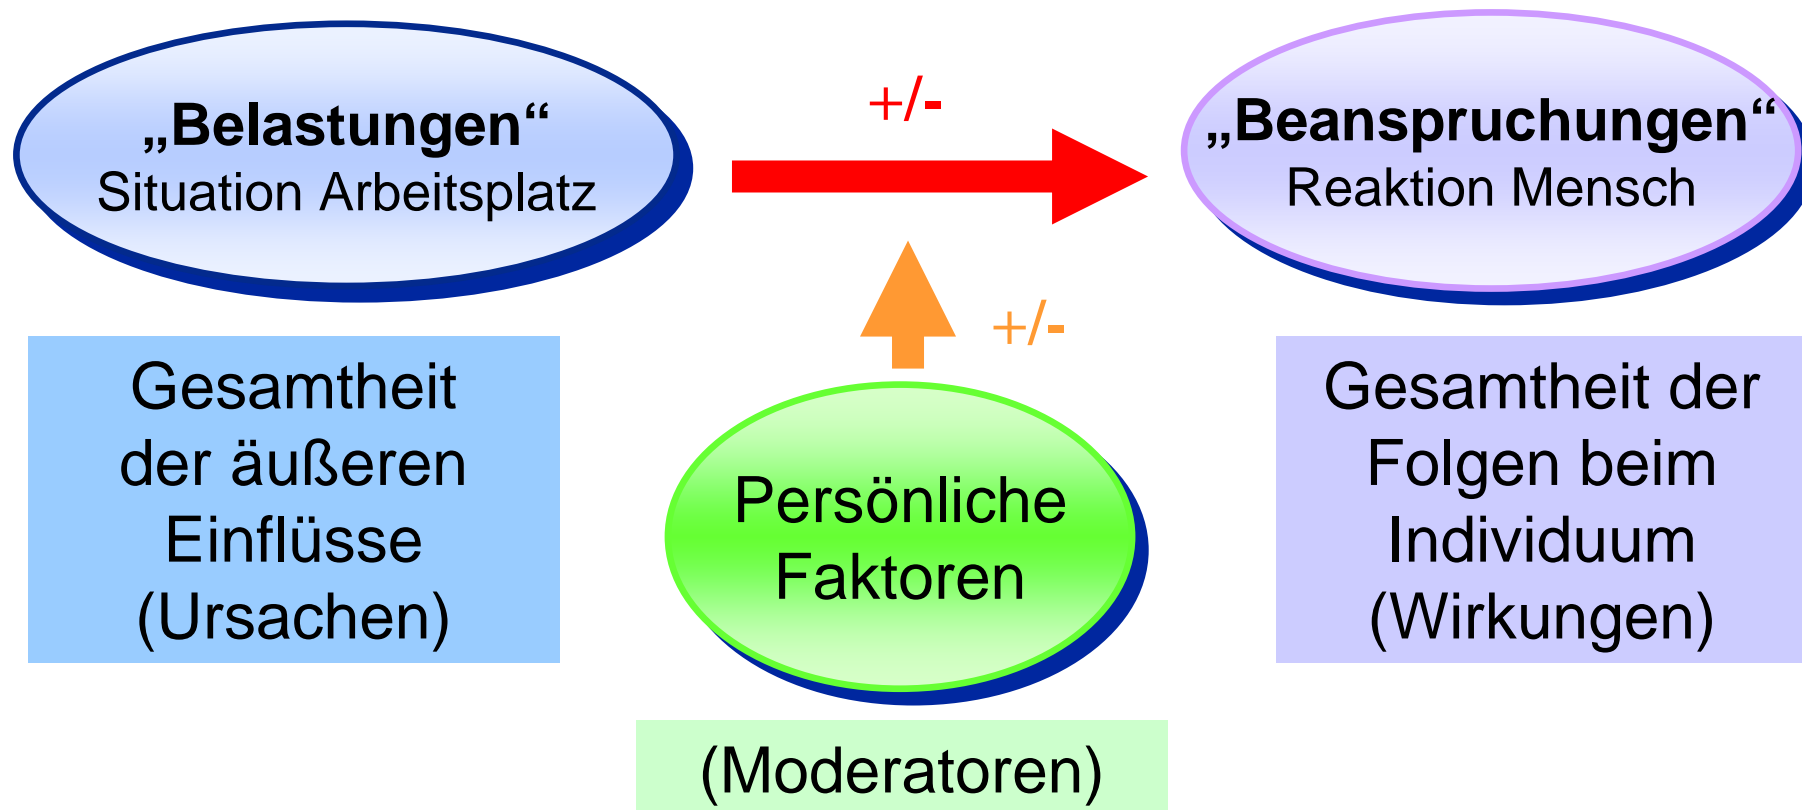 „Belastungen“
Situation Arbeitsplatz
+/-
„Beanspruchungen“
Reaktion Mensch
+/-
Gesamtheit
der äußeren
Einflüsse
(Ursachen)
Persönliche
Faktoren
(Moderatoren)
Gesamtheit der
Folgen beim
Individuum
(Wirkungen)